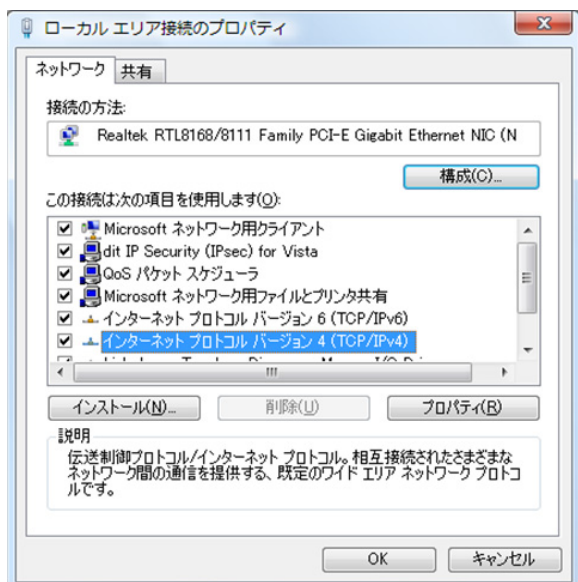 ローカル エリア接続のプロパティ
ネットワーク 共有
接続の方法:
Realtek RTL8168/8111 Family PCI-E Gigabit Ethernet NIC (N
構成(C)...
この接続は次の項目を使用します(O):
Microsoft ネットワーク用クライアント
dit IP Security (IPsec) for Vista
QoS パケット スケジューラ
Microsoft ネットワーク用ファイルとプリンタ共有
インターネット プロトコル バージョン 6 (TCP/IPv6)
インターネット プロトコル バージョン 4 (TCP/IPv4)
インストール(N)... 削除(U) プロパティ(R)
説明
伝送制御プロトコル/インターネット プロトコル。相互接続されたさまざまな
ネットワーク間の通信を提供する、既定のワイド エリア ネットワーク プロトコ
ルです。
OK キャンセル